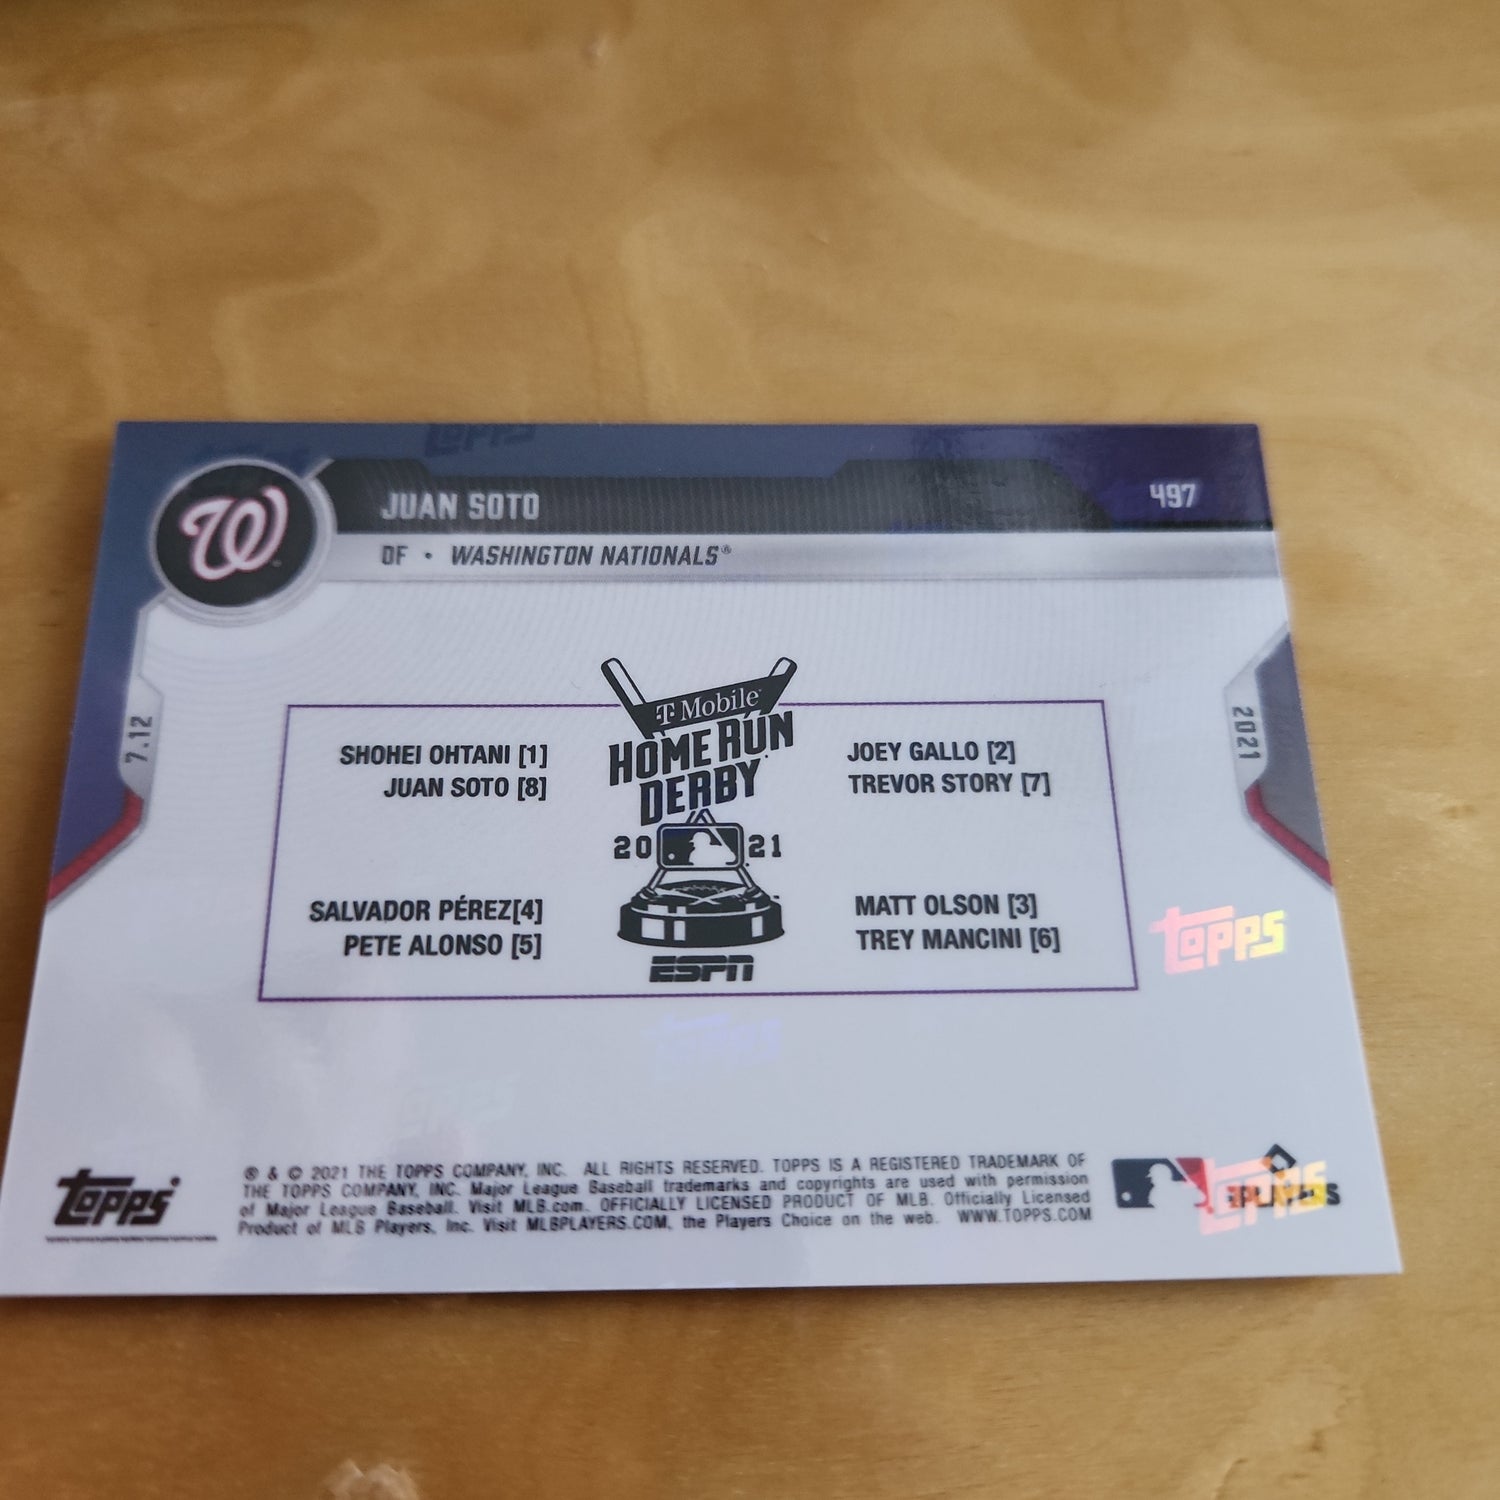 JUAN SOTO
497
OF • WASHINGTON NATIONALS®
7.12
2021
T Mobile
HOME RUN
DERBY
20 21
ESPN
SHOHEI OHTANI [1]
JUAN SOTO [8]
SALVADOR PÉREZ[4]
PETE ALONSO [5]
JOEY GALLO [2]
TREVOR STORY [7]
MATT OLSON [3]
TREY MANCINI [6]
topps
topps
topps
topps
® & © 2021 THE TOPPS COMPANY, INC. ALL RIGHTS RESERVED. TOPPS IS A REGISTERED TRADEMARK OF
THE TOPPS COMPANY, INC. Major League Baseball trademarks and copyrights are used with permission
of Major League Baseball. Visit MLB.com. OFFICIALLY LICENSED PRODUCT OF MLB. Officially Licensed
Product of MLB Players, Inc. Visit MLBPLAYERS.COM, the Players Choice on the web. WWW.TOPPS.COM
topps
PLAYERS